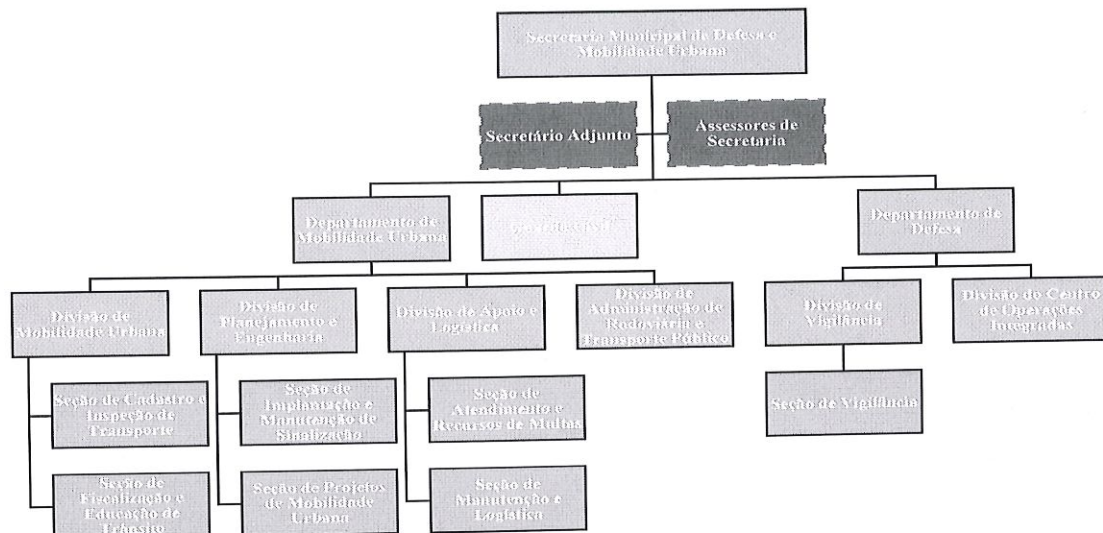 Secretaria Municipal de Defesa e
Mobilidade Urbana
Secretário Adjunto
Assessores de
Secretaria
Departamento de
Mobilidade Urbana
Departamento de
Defesa
Divisão de
Mobilidade Urbana
Divisão de
Planejamento e
Engenharia
Divisão de Apoio e
Logística
Divisão de
Administração de
Rodoviária e
Transporte Público
Divisão de
Vigilância
Divisão do Centro
de Operações
Integradas
Seção de Cadastro e
Inspeção de
Transporte
Seção de
Implantação e
Manutenção de
Sinalização
Seção de
Atendimento e
Recursos de Multas
Seção de Vigilância
Seção de
Fiscalização e
Educação de
Trânsito
Seção de Projetos
de Mobilidade
Urbana
Seção de
Manutenção e
Logística